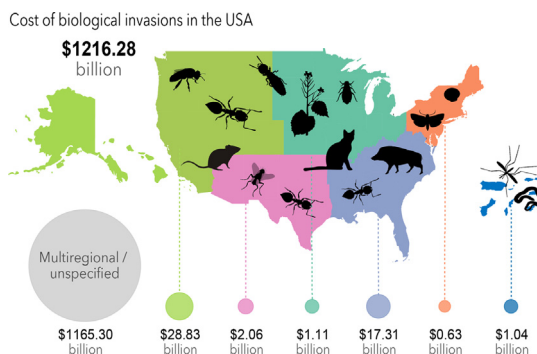 Cost of biological invasions in the USA
$1216.28
billion
Multiregional /
unspecified
$1165.30 $28.83 $2.06 $1.11 $17.31 $0.63 $1.04
billion billion billion billion billion billion billion